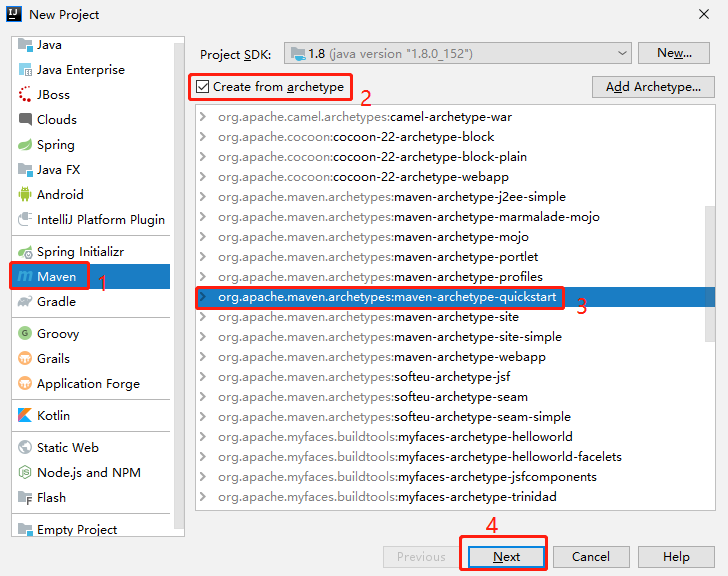 New Project
Java
Java Enterprise
JBoss
Clouds
Spring
Java FX
Android
IntelliJ Platform Plugin
Spring Initializr
Maven
1
Gradle
Groovy
Grails
Application Forge
Kotlin
Static Web
Node.js and NPM
Flash
Empty Project
Project SDK: 1.8 (java version "1.8.0_152") New...
Create from archetype 2 Add Archetype...
org.apache.camel.archetypes:camel-archetype-war
org.apache.cocoon:cocoon-22-archetype-block
org.apache.cocoon:cocoon-22-archetype-block-plain
org.apache.cocoon:cocoon-22-archetype-webapp
org.apache.maven.archetypes:maven-archetype-j2ee-simple
org.apache.maven.archetypes:maven-archetype-marmalade-mojo
org.apache.maven.archetypes:maven-archetype-mojo
org.apache.maven.archetypes:maven-archetype-portlet
org.apache.maven.archetypes:maven-archetype-profiles
org.apache.maven.archetypes:maven-archetype-quickstart
3
org.apache.maven.archetypes:maven-archetype-site
org.apache.maven.archetypes:maven-archetype-site-simple
org.apache.maven.archetypes:maven-archetype-webapp
org.apache.maven.archetypes:softeu-archetype-jsf
org.apache.maven.archetypes:softeu-archetype-seam
org.apache.maven.archetypes:softeu-archetype-seam-simple
org.apache.myfaces.buildtools:myfaces-archetype-helloworld
org.apache.myfaces.buildtools:myfaces-archetype-helloworld-facelets
org.apache.myfaces.buildtools:myfaces-archetype-jsfcomponents
org.apache.myfaces.buildtools:myfaces-archetype-trinidad
4
Previous Next Cancel Help